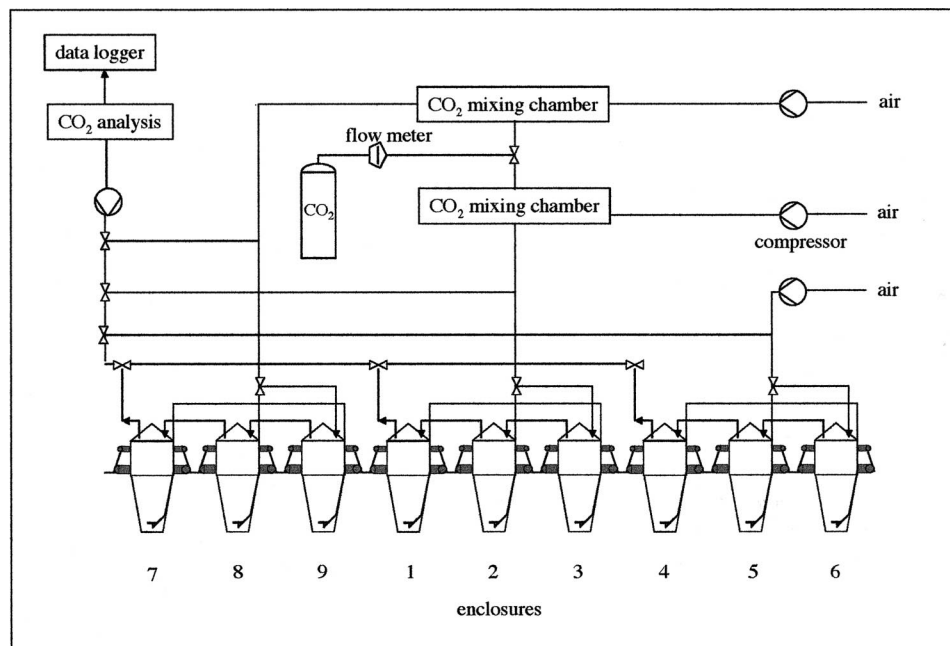 data logger
CO₂ mixing chamber
air
CO₂ analysis
flow meter
CO₂
CO₂ mixing chamber
air
compressor
air
7 8 9 1 2 3 4 5 6
enclosures